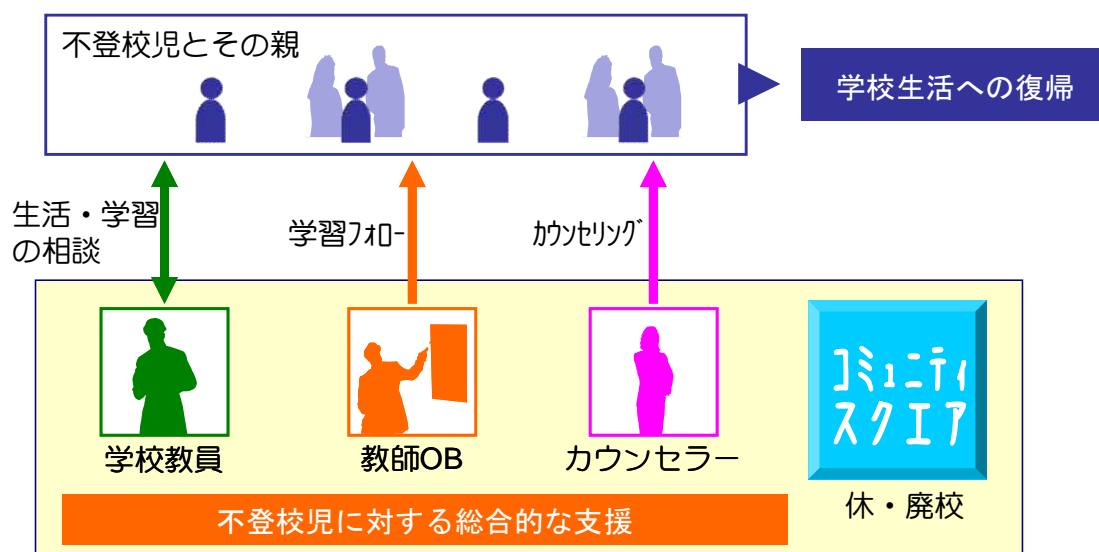 不登校児とその親
学校生活への復帰
生活・学習
の相談
学習ﾌｫﾛｰ
ｶｳﾝｾﾘﾝｸﾞ
学校教員
教師OB
カウンセラー
コミュニティ
スクエア
休・廃校
不登校児に対する総合的な支援